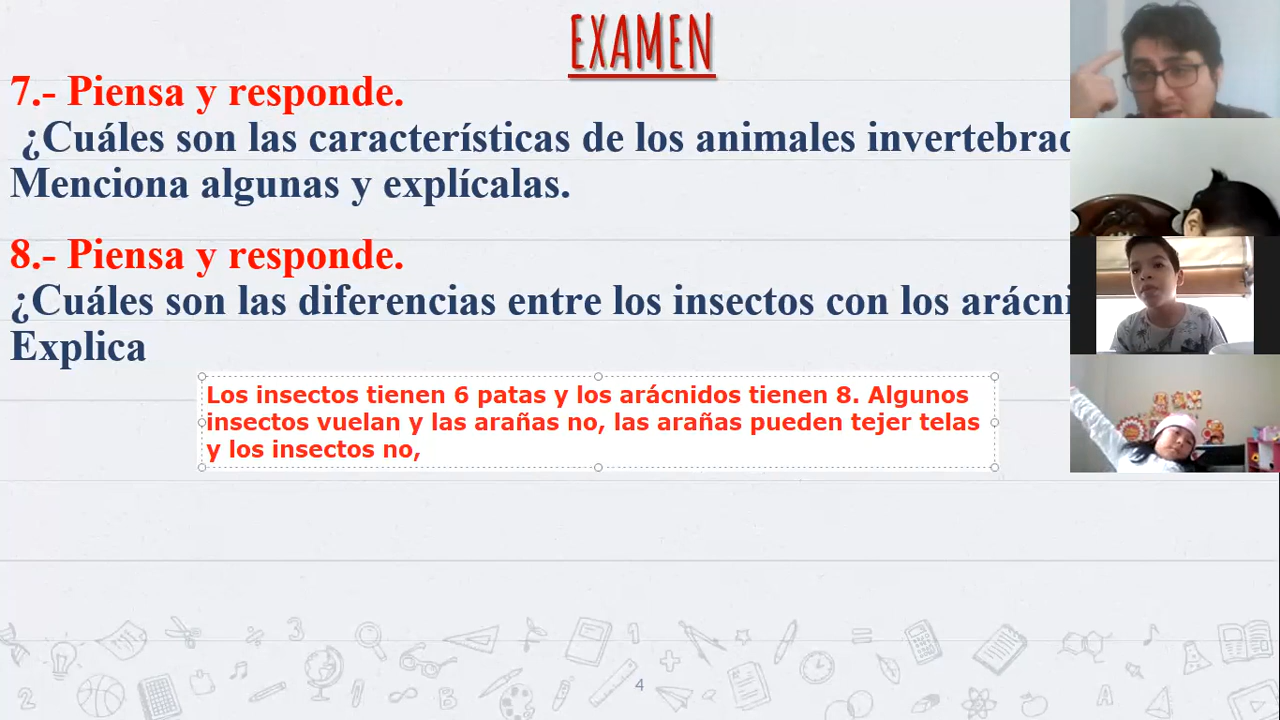 EXAMEN
7.- Piensa y responde.
¿Cuáles son las características de los animales
Menciona algunas y explícalas.
8.- Piensa y responde.
¿Cuáles son las diferencias entre los insectos con los
Explica
Los insectos tienen 6 patas y los arácnidos tienen 8. Algunos
insectos vuelan y las arañas no, las arañas pueden tejer telas
y los insectos no,
4